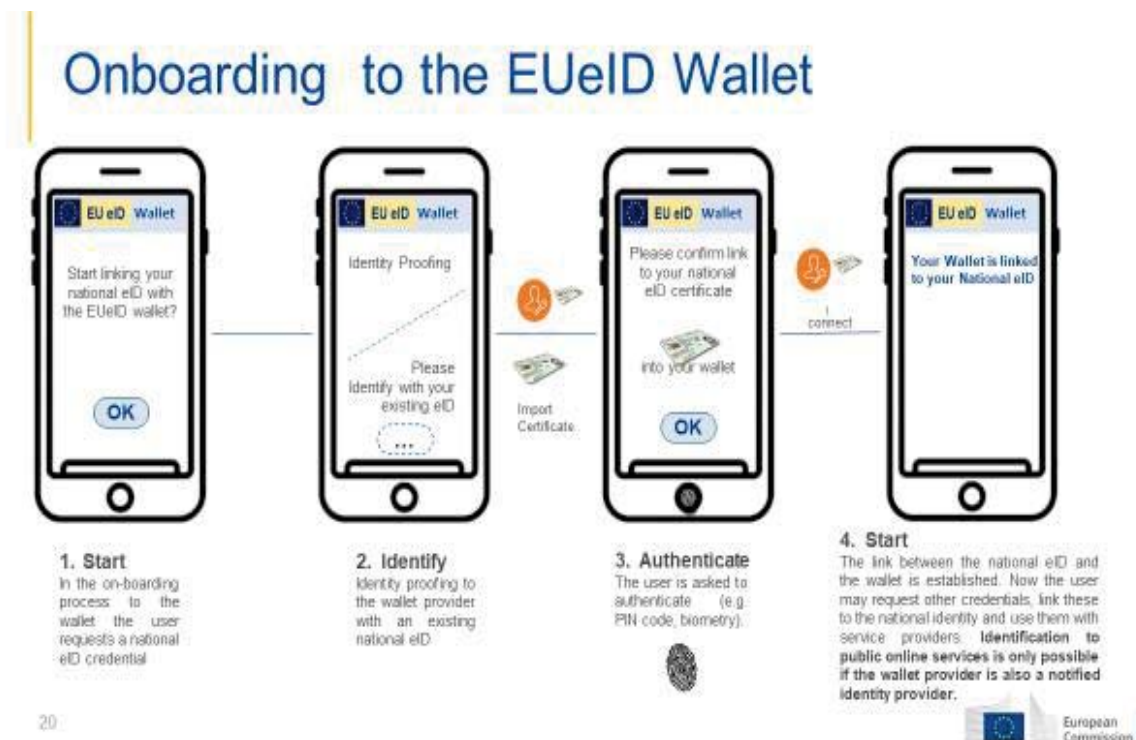 Onboarding to the EUeID Wallet
EU eID Wallet
Start linking your
national eID with
the EUeID wallet?
OK
EU eID Wallet
Identity Proofing
Please
Identify with your
existing eID
...
Import
Certificate
EU eID Wallet
Please confirm link
to your national
eID certificate
into your wallet
OK
I
connect
EU eID Wallet
Your Wallet is linked
to your National eID
1. Start
In the on-boarding
process to the
wallet the user
requests a national
eID credential
2. Identify
Identity proofing to
the wallet provider
with an existing
national eID
3. Authenticate
The user is asked to
authenticate (e.g.
PIN code, biometry).
4. Start
The link between the national eID and
the wallet is established. Now the user
may request other credentials, link these
to the national identity and use them with
service providers. Identification to
public online services is only possible
if the wallet provider is also a notified
identity provider.
20
European
Commission